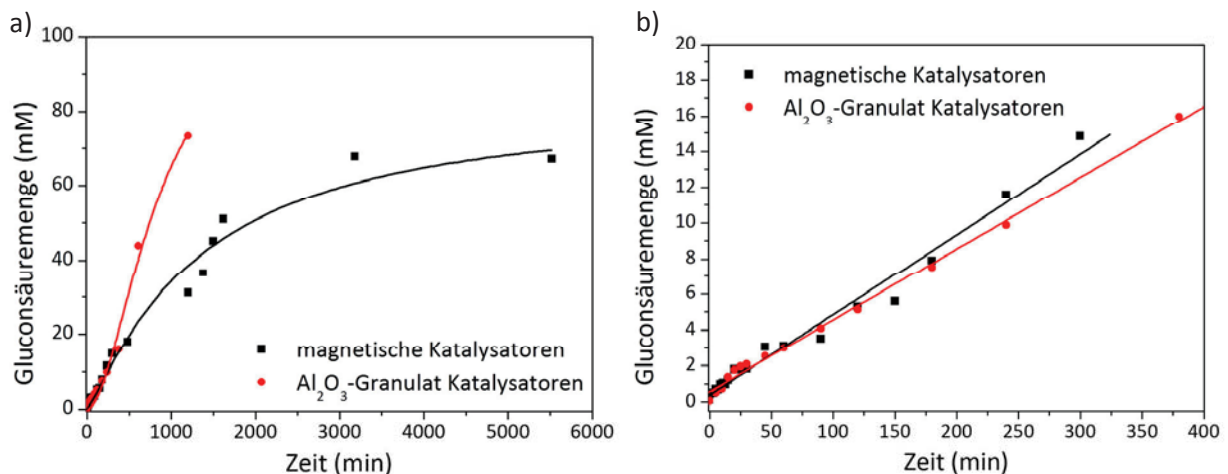 a)
100
80
60
40
20
0
Gluconsäuremenge (mM)
magnetische Katalysatoren
Al₂O₃-Granulat Katalysatoren
0 1000 2000 3000 4000 5000 6000
Zeit (min)
b)
20
18
16
14
12
10
8
6
4
2
0
Gluconsäuremenge (mM)
magnetische Katalysatoren
Al₂O₃-Granulat Katalysatoren
0 50 100 150 200 250 300 350 400
Zeit (min)